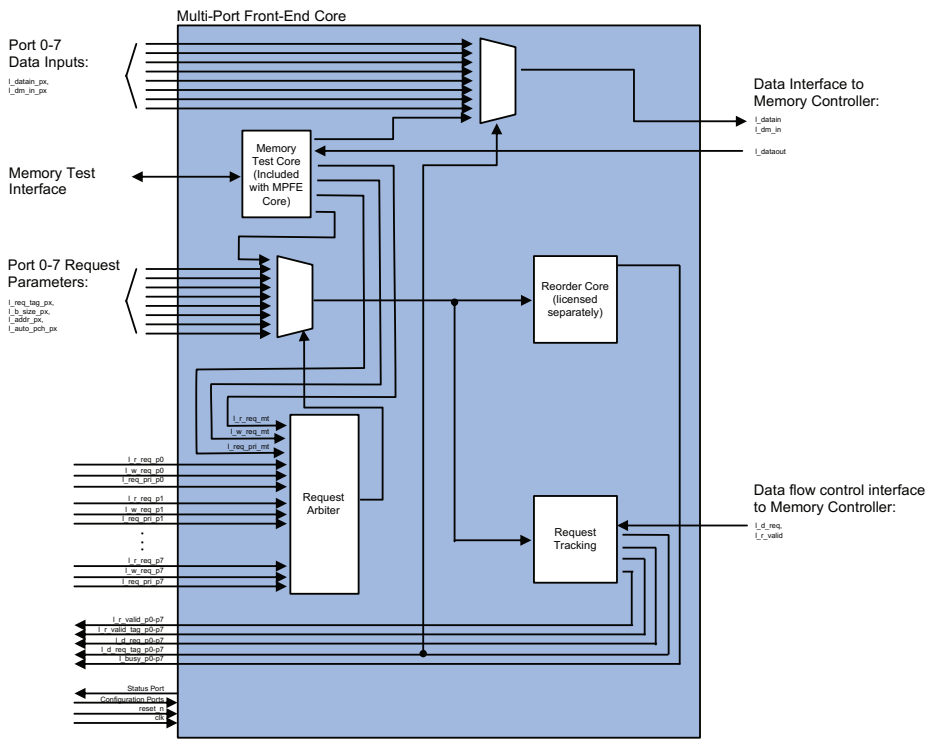 Multi-Port Front-End Core
Port 0-7
Data Inputs:
l_datain_px,
l_dm_in_px
Data Interface to
Memory Controller:
l_datain
l_dm_in
l_dataout
Memory
Test Core
(Included
with MPFE
Core)
Memory Test
Interface
Port 0-7 Request
Parameters:
l_req_tag_px,
l_b_size_px,
l_addr_px,
l_auto_pch_px
Reorder Core
(licensed
separately)
l_r_req_mt
l_w_req_mt
l_req_pri_mt
l_r_req_p0
l_w_req_p0
l_req_pri_p0
l_r_req_p1
l_w_req_p1
l_req_pri_p1
l_r_req_p7
l_w_req_p7
l_req_pri_p7
Request
Arbiter
Data flow control interface
to Memory Controller:
l_d_req,
l_r_valid
Request
Tracking
l_r_valid_p0-p7
l_r_valid_tag_p0-p7
l_d_req_p0-p7
l_d_req_tag_p0-p7
l_busy_p0-p7
Status Port
Configuration Ports
reset_n
clk